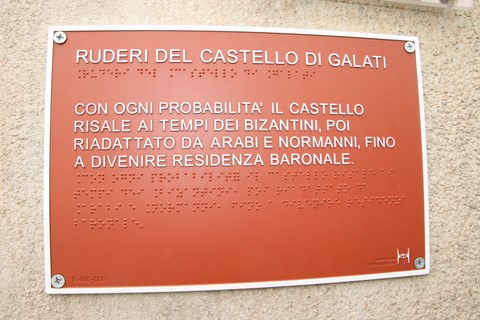 RUDERI DEL CASTELLO DI GALATI
CON OGNI PROBABILITA' IL CASTELLO
RISALE AI TEMPI DEI BIZANTINI, POI
RIADATTATO DA ARABI E NORMANNI, FINO
A DIVENIRE RESIDENZA BARONALE.